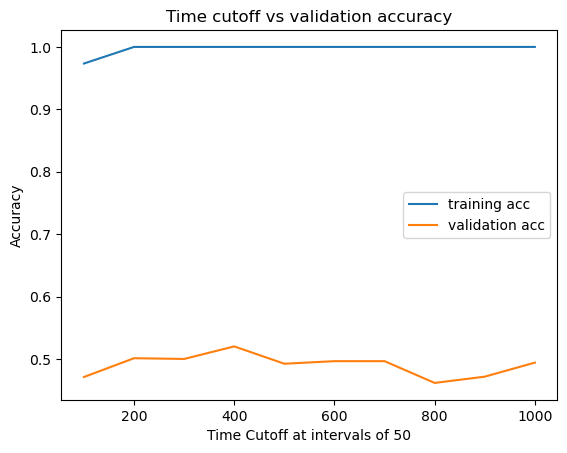 Time cutoff vs validation accuracy
1.0
0.9
0.8
0.7
0.6
0.5
Accuracy
training acc
validation acc
200 400 600 800 1000
Time Cutoff at intervals of 50